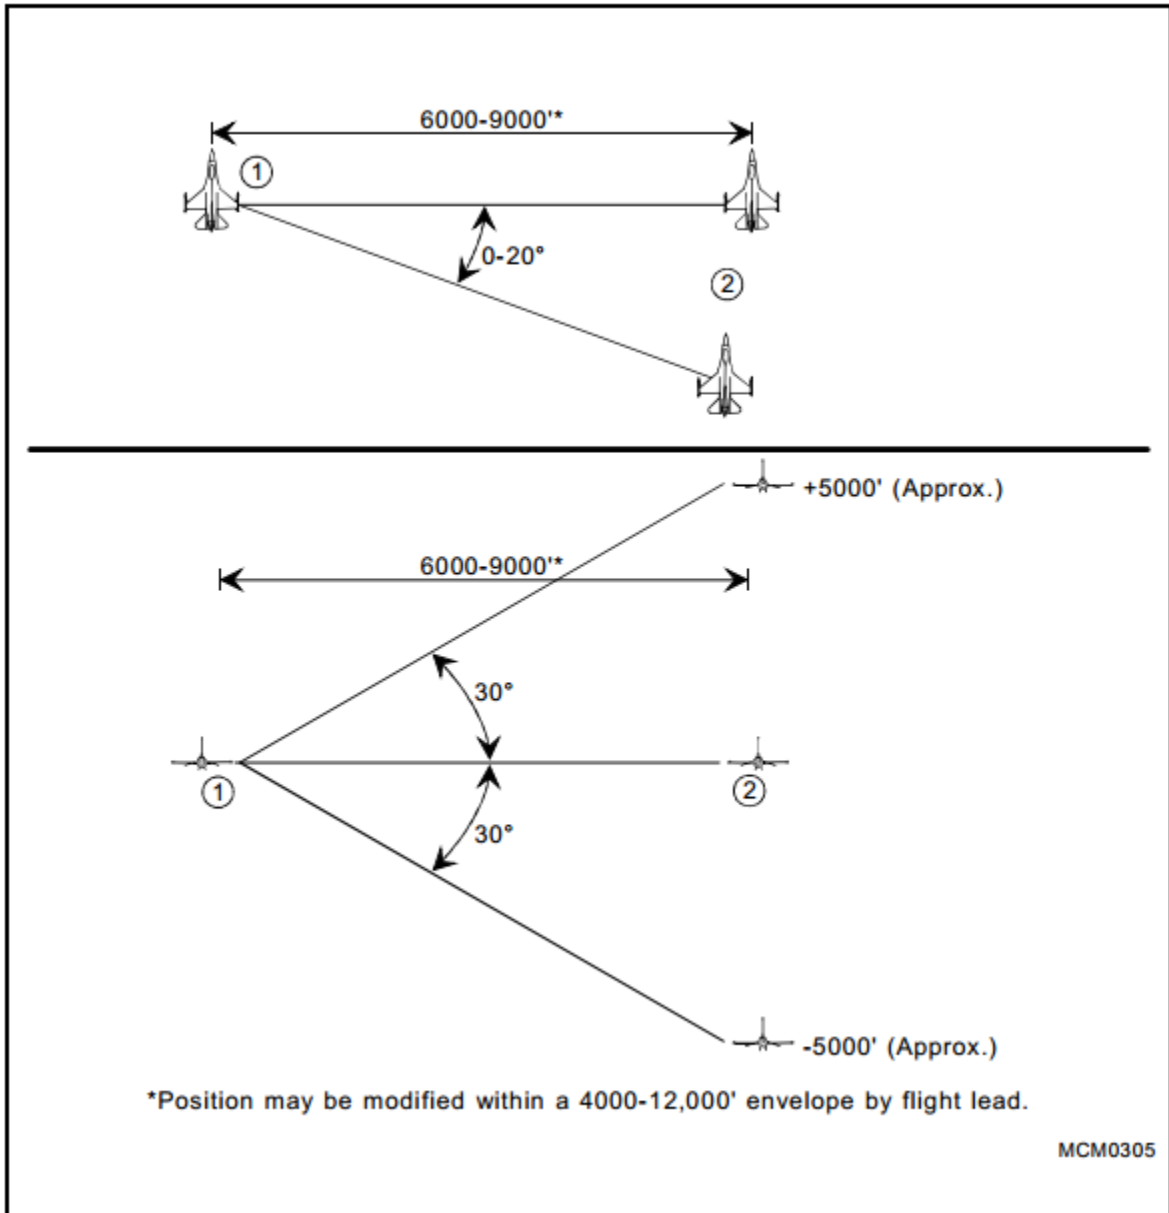 6000-9000'*
①
0-20°
②
+5000' (Approx.)
6000-9000'*
30°
①
②
30°
-5000' (Approx.)
*Position may be modified within a 4000-12,000' envelope by flight lead.
MCM0305